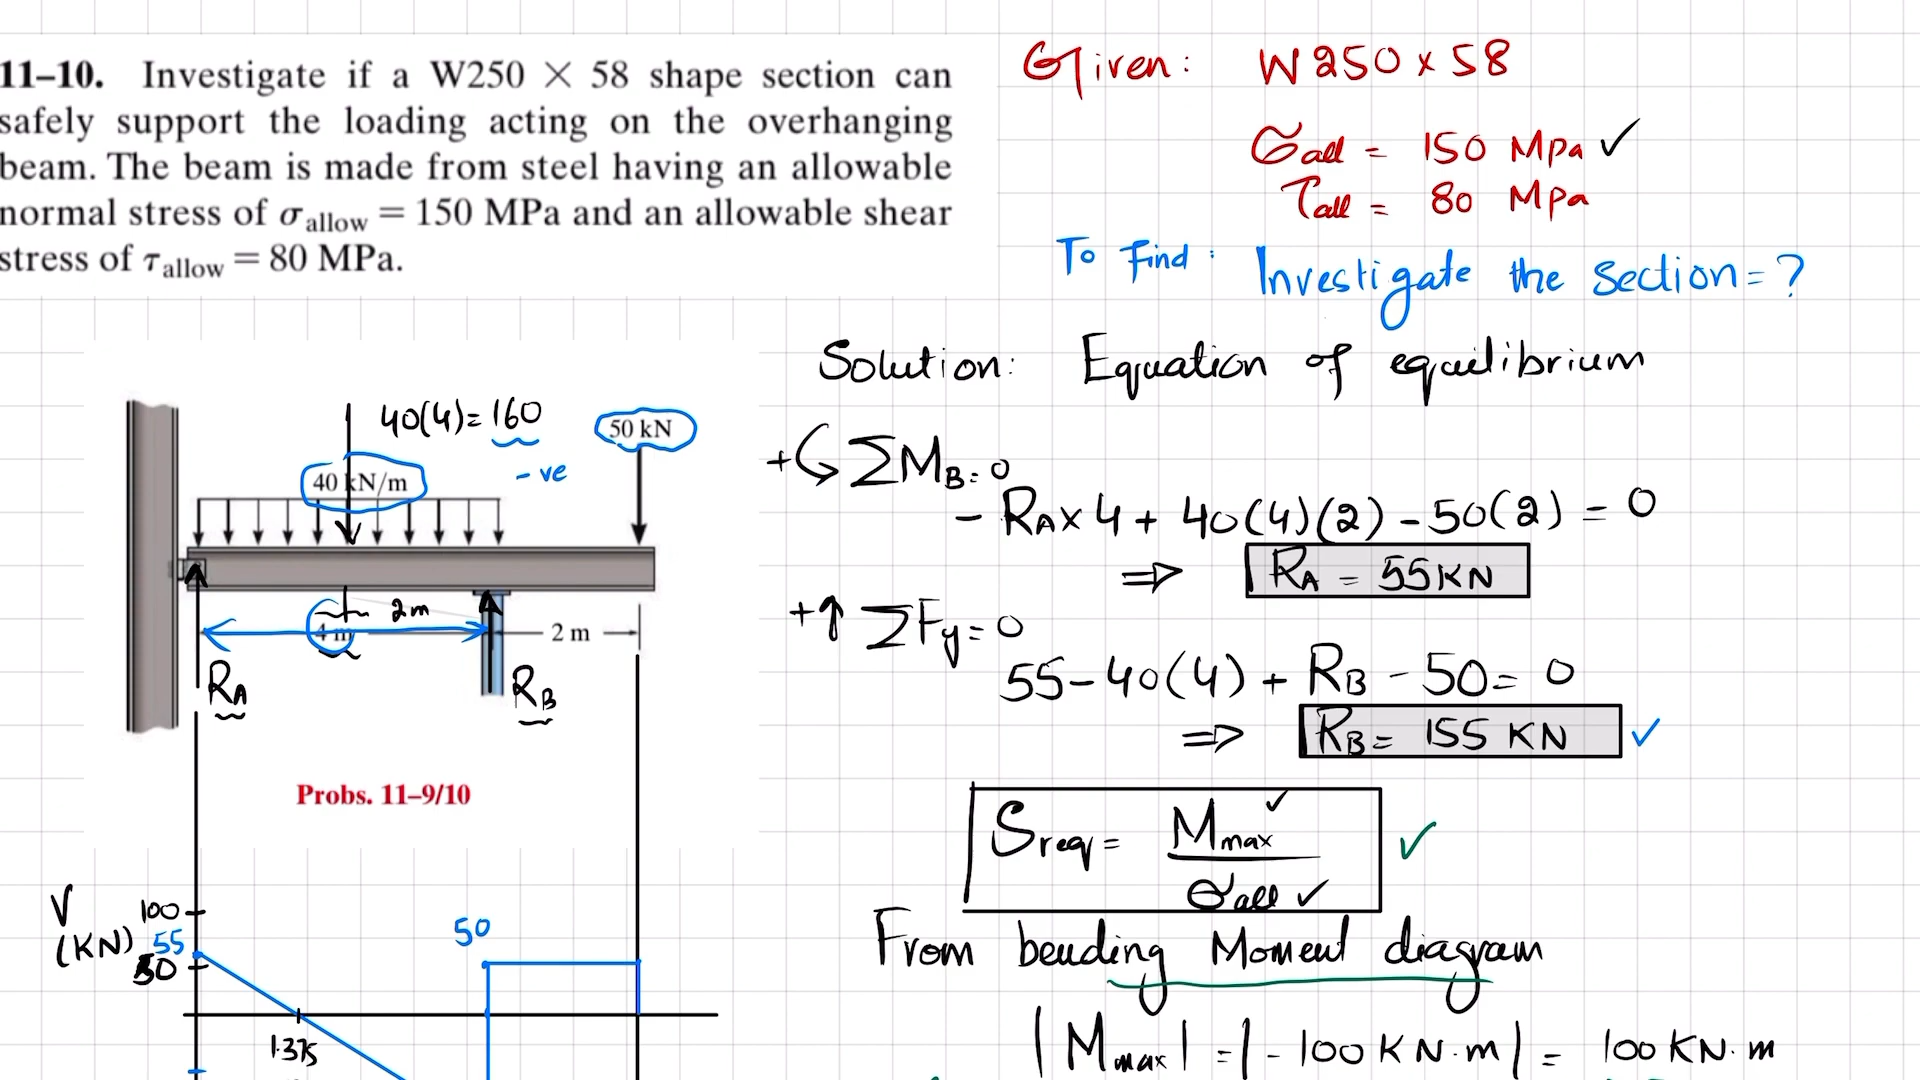 11–10. Investigate if a W250 × 58 shape section can
safely support the loading acting on the overhanging
beam. The beam is made from steel having an allowable
normal stress of σallow = 150 MPa and an allowable shear
stress of τallow = 80 MPa.
Given: W250×58
σall = 150 MPa ✓
τall = 80 MPa
To Find: Investigate the section=?
Solution: Equation of equilibrium
40(4)=160
50 kN
-ve
40 kN/m
2m
4 m
2 m
RA
RB
Probs. 11–9/10
+ ΣMB=0
- RA×4 + 40(4)(2) - 50(2) = 0
⇒ RA = 55KN
+↑ ΣFy=0
55-40(4) + RB - 50= 0
⇒ RB= 155 KN ✓
Sreq= Mmax ✓ / σall ✓ ✓
From bending Moment diagram
|Mmax| =|-100KN·m| = 100KN·m
V
(KN)
100
55
50
50
1.375